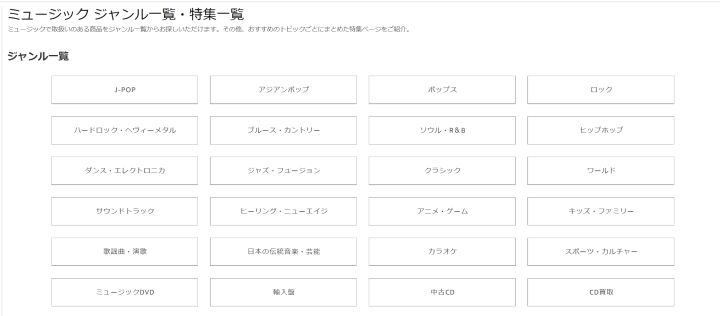 ミュージック ジャンル一覧・特集一覧
ミュージックで取扱いのある商品をジャンル一覧からお探しいただけます。その他、おすすめのトピックごとにまとめた特集ページをご紹介。
ジャンル一覧
J-POP アジアンポップ ポップス ロック
ハードロック・ヘヴィーメタル ブルース・カントリー ソウル・R&B ヒップホップ
ダンス・エレクトロニカ ジャズ・フュージョン クラシック ワールド
サウンドトラック ヒーリング・ニューエイジ アニメ・ゲーム キッズ・ファミリー
歌謡曲・演歌 日本の伝統音楽・芸能 カラオケ スポーツ・カルチャー
ミュージックDVD 輸入盤 中古CD CD買取